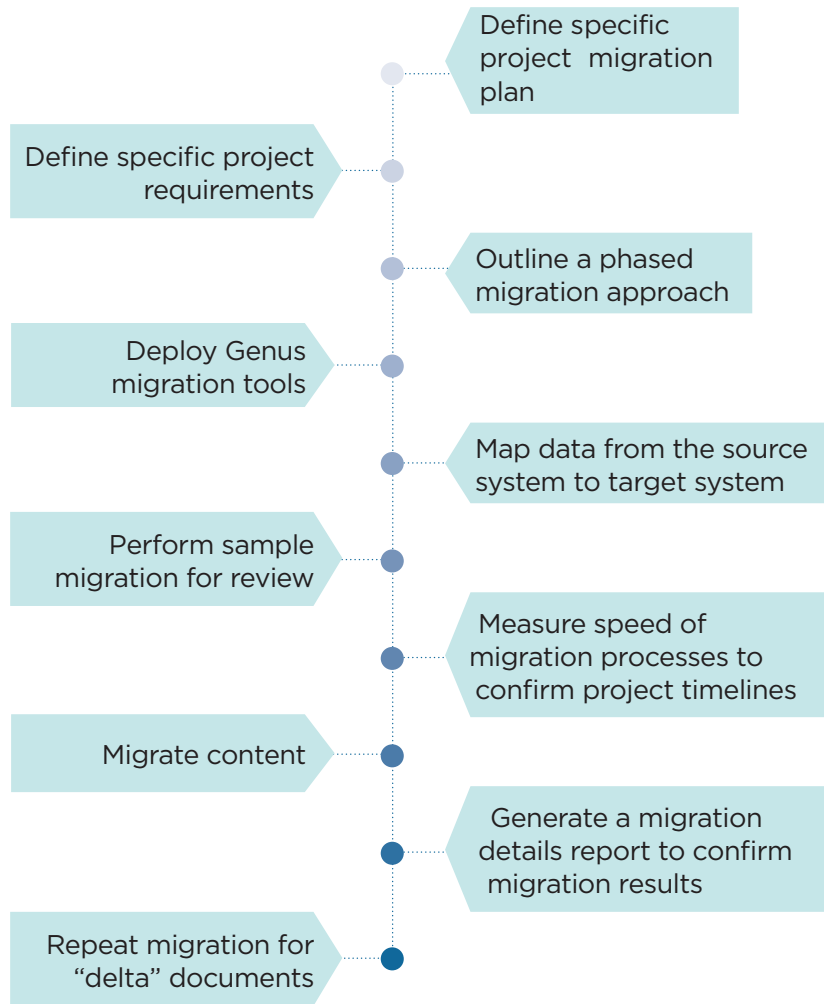 Define specific
project migration
plan
Define specific project
requirements
Outline a phased
migration approach
Deploy Genus
migration tools
Map data from the source
system to target system
Perform sample
migration for review
Measure speed of
migration processes to
confirm project timelines
Migrate content
Generate a migration
details report to confirm
migration results
Repeat migration for
“delta” documents